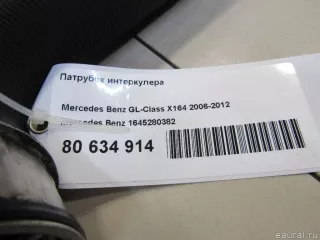 Патрубок интеркулера
Mercedes Benz GL-Class X164 2006-2012
Mercedes Benz 1645280382
80 634 914
eaural.ru